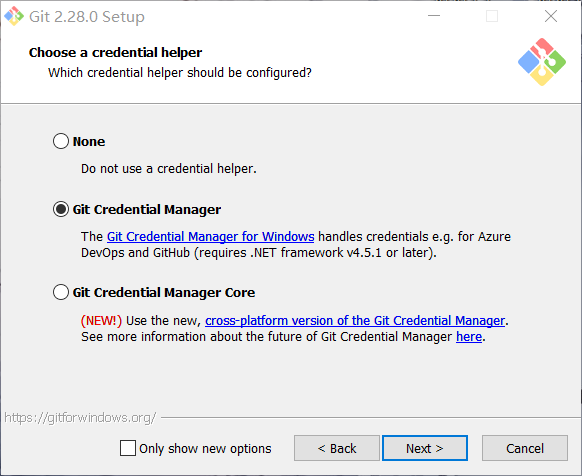 Git 2.28.0 Setup
Choose a credential helper
Which credential helper should be configured?
None
Do not use a credential helper.
Git Credential Manager
The Git Credential Manager for Windows handles credentials e.g. for Azure
DevOps and GitHub (requires .NET framework v4.5.1 or later).
Git Credential Manager Core
(NEW!) Use the new, cross-platform version of the Git Credential Manager.
See more information about the future of Git Credential Manager here.
https://gitforwindows.org/
Only show new options
< Back
Next >
Cancel